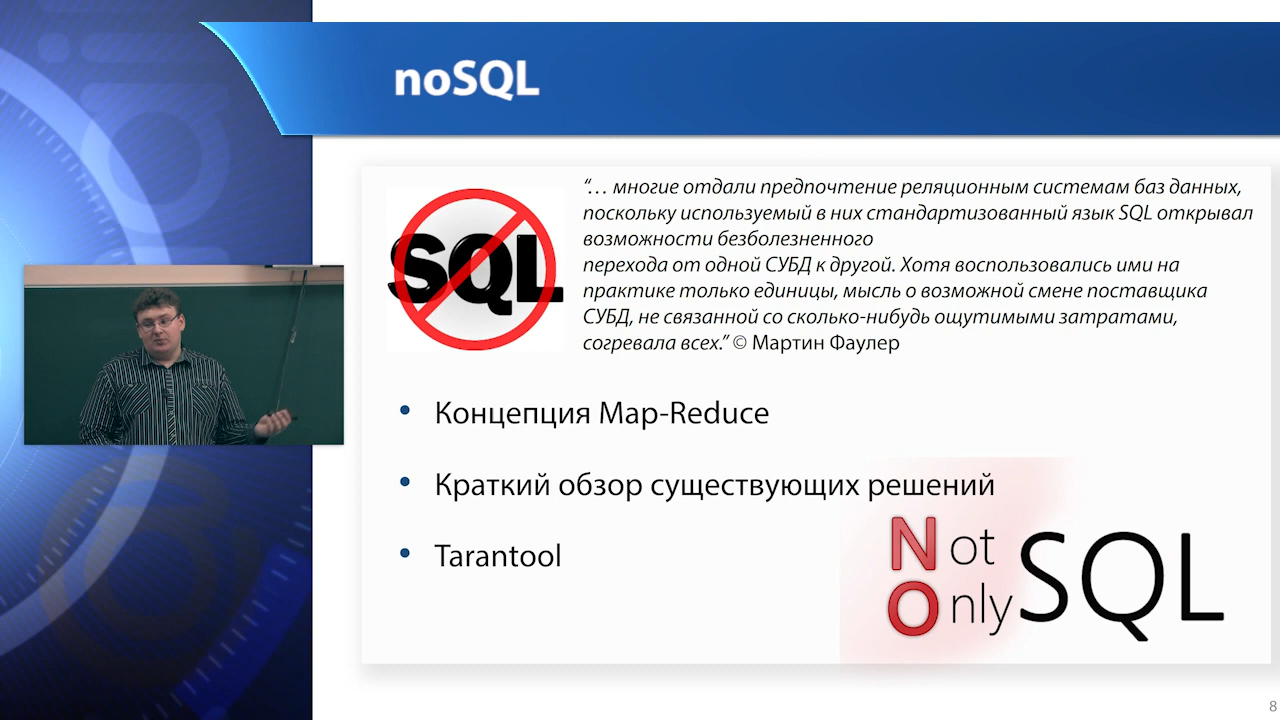 noSQL
SQL
“… многие отдали предпочтение реляционным системам баз данных,
поскольку используемый в них стандартизованный язык SQL открывал
возможности безболезненного
перехода от одной СУБД к другой. Хотя воспользовались ими на
практике только единицы, мысль о возможной смене поставщика
СУБД, не связанной со сколько-нибудь ощутимыми затратами,
согревала всех.” © Мартин Фаулер
• Концепция Map-Reduce
• Краткий обзор существующих решений
• Tarantool
Not
Only SQL
8